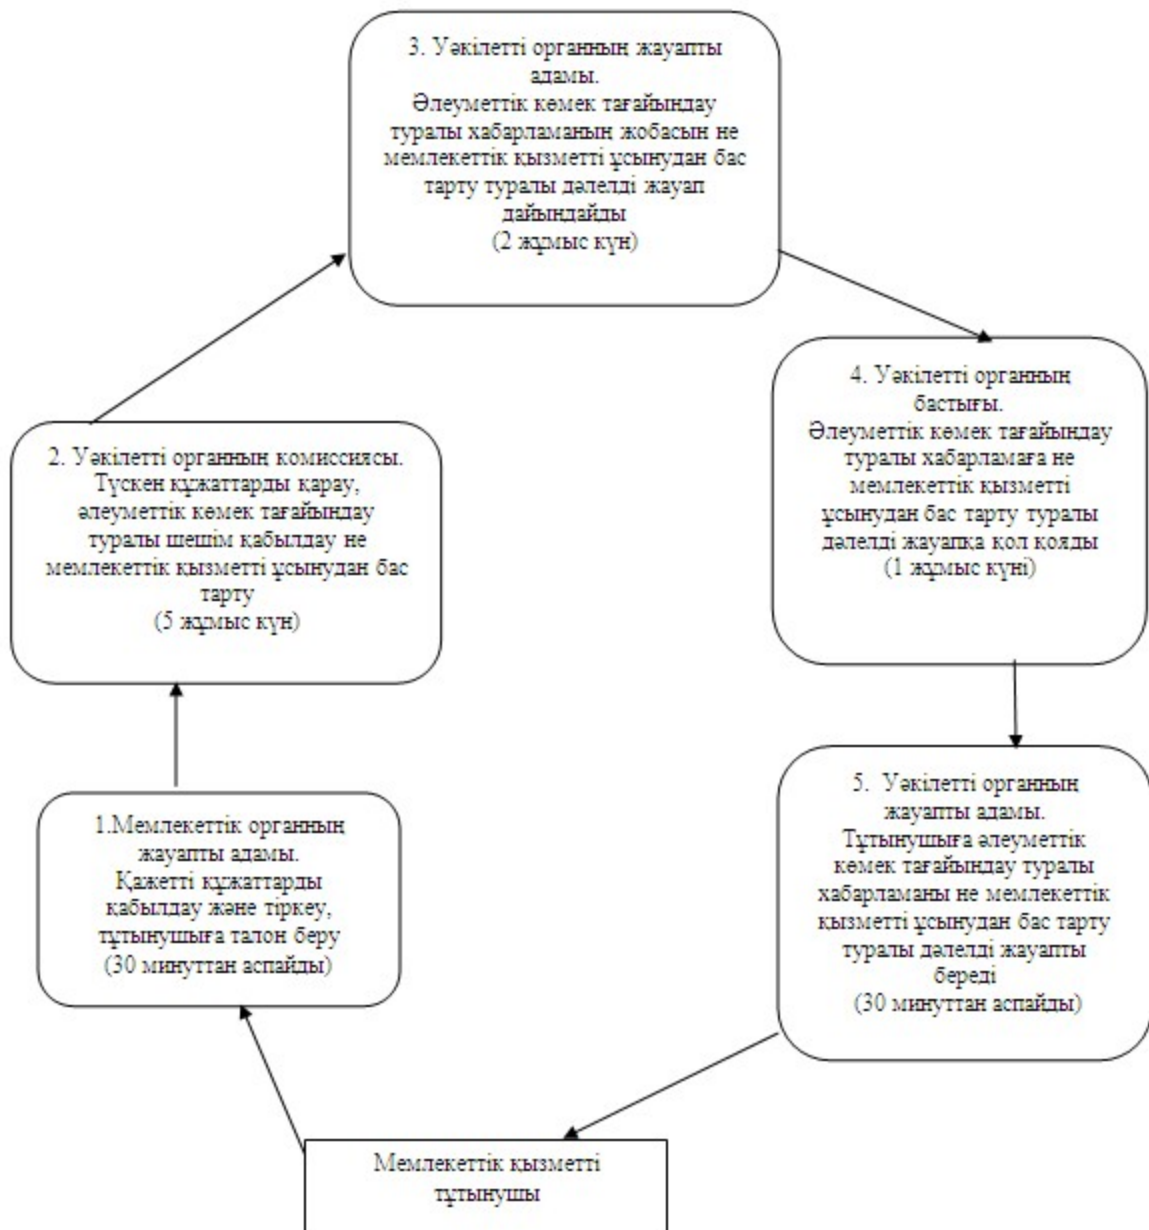 3. Уәкілетті органның жауапты
адамы.
Әлеуметтік көмек тағайындау
туралы хабарламаның жобасын не
мемлекеттік қызметті ұсынудан бас
тарту туралы дәлелді жауап
дайындайды
(2 жұмыс күн)
4. Уәкілетті органның
бастығы.
Әлеуметтік көмек тағайындау
туралы хабарламаға не
мемлекеттік қызметті
ұсынудан бас тарту туралы
дәлелді жауапқа қол қояды
(1 жұмыс күні)
2. Уәкілетті органның комиссиясы.
Түскен құжаттарды қарау,
әлеуметтік көмек тағайындау
туралы шешім қабылдау не
мемлекеттік қызметті ұсынудан бас
тарту
(5 жұмыс күн)
5. Уәкілетті органның
жауапты адамы.
Тұтынушыға әлеуметтік
көмек тағайындау туралы
хабарламаны не мемлекеттік
қызметті ұсынудан бас тарту
туралы дәлелді жауапты
береді
(30 минуттан аспайды)
1.Мемлекеттік органның
жауапты адамы.
Қажетті құжаттарды
қабылдау және тіркеу,
тұтынушыға талон беру
(30 минуттан аспайды)
Мемлекеттік қызметті
тұтынушы